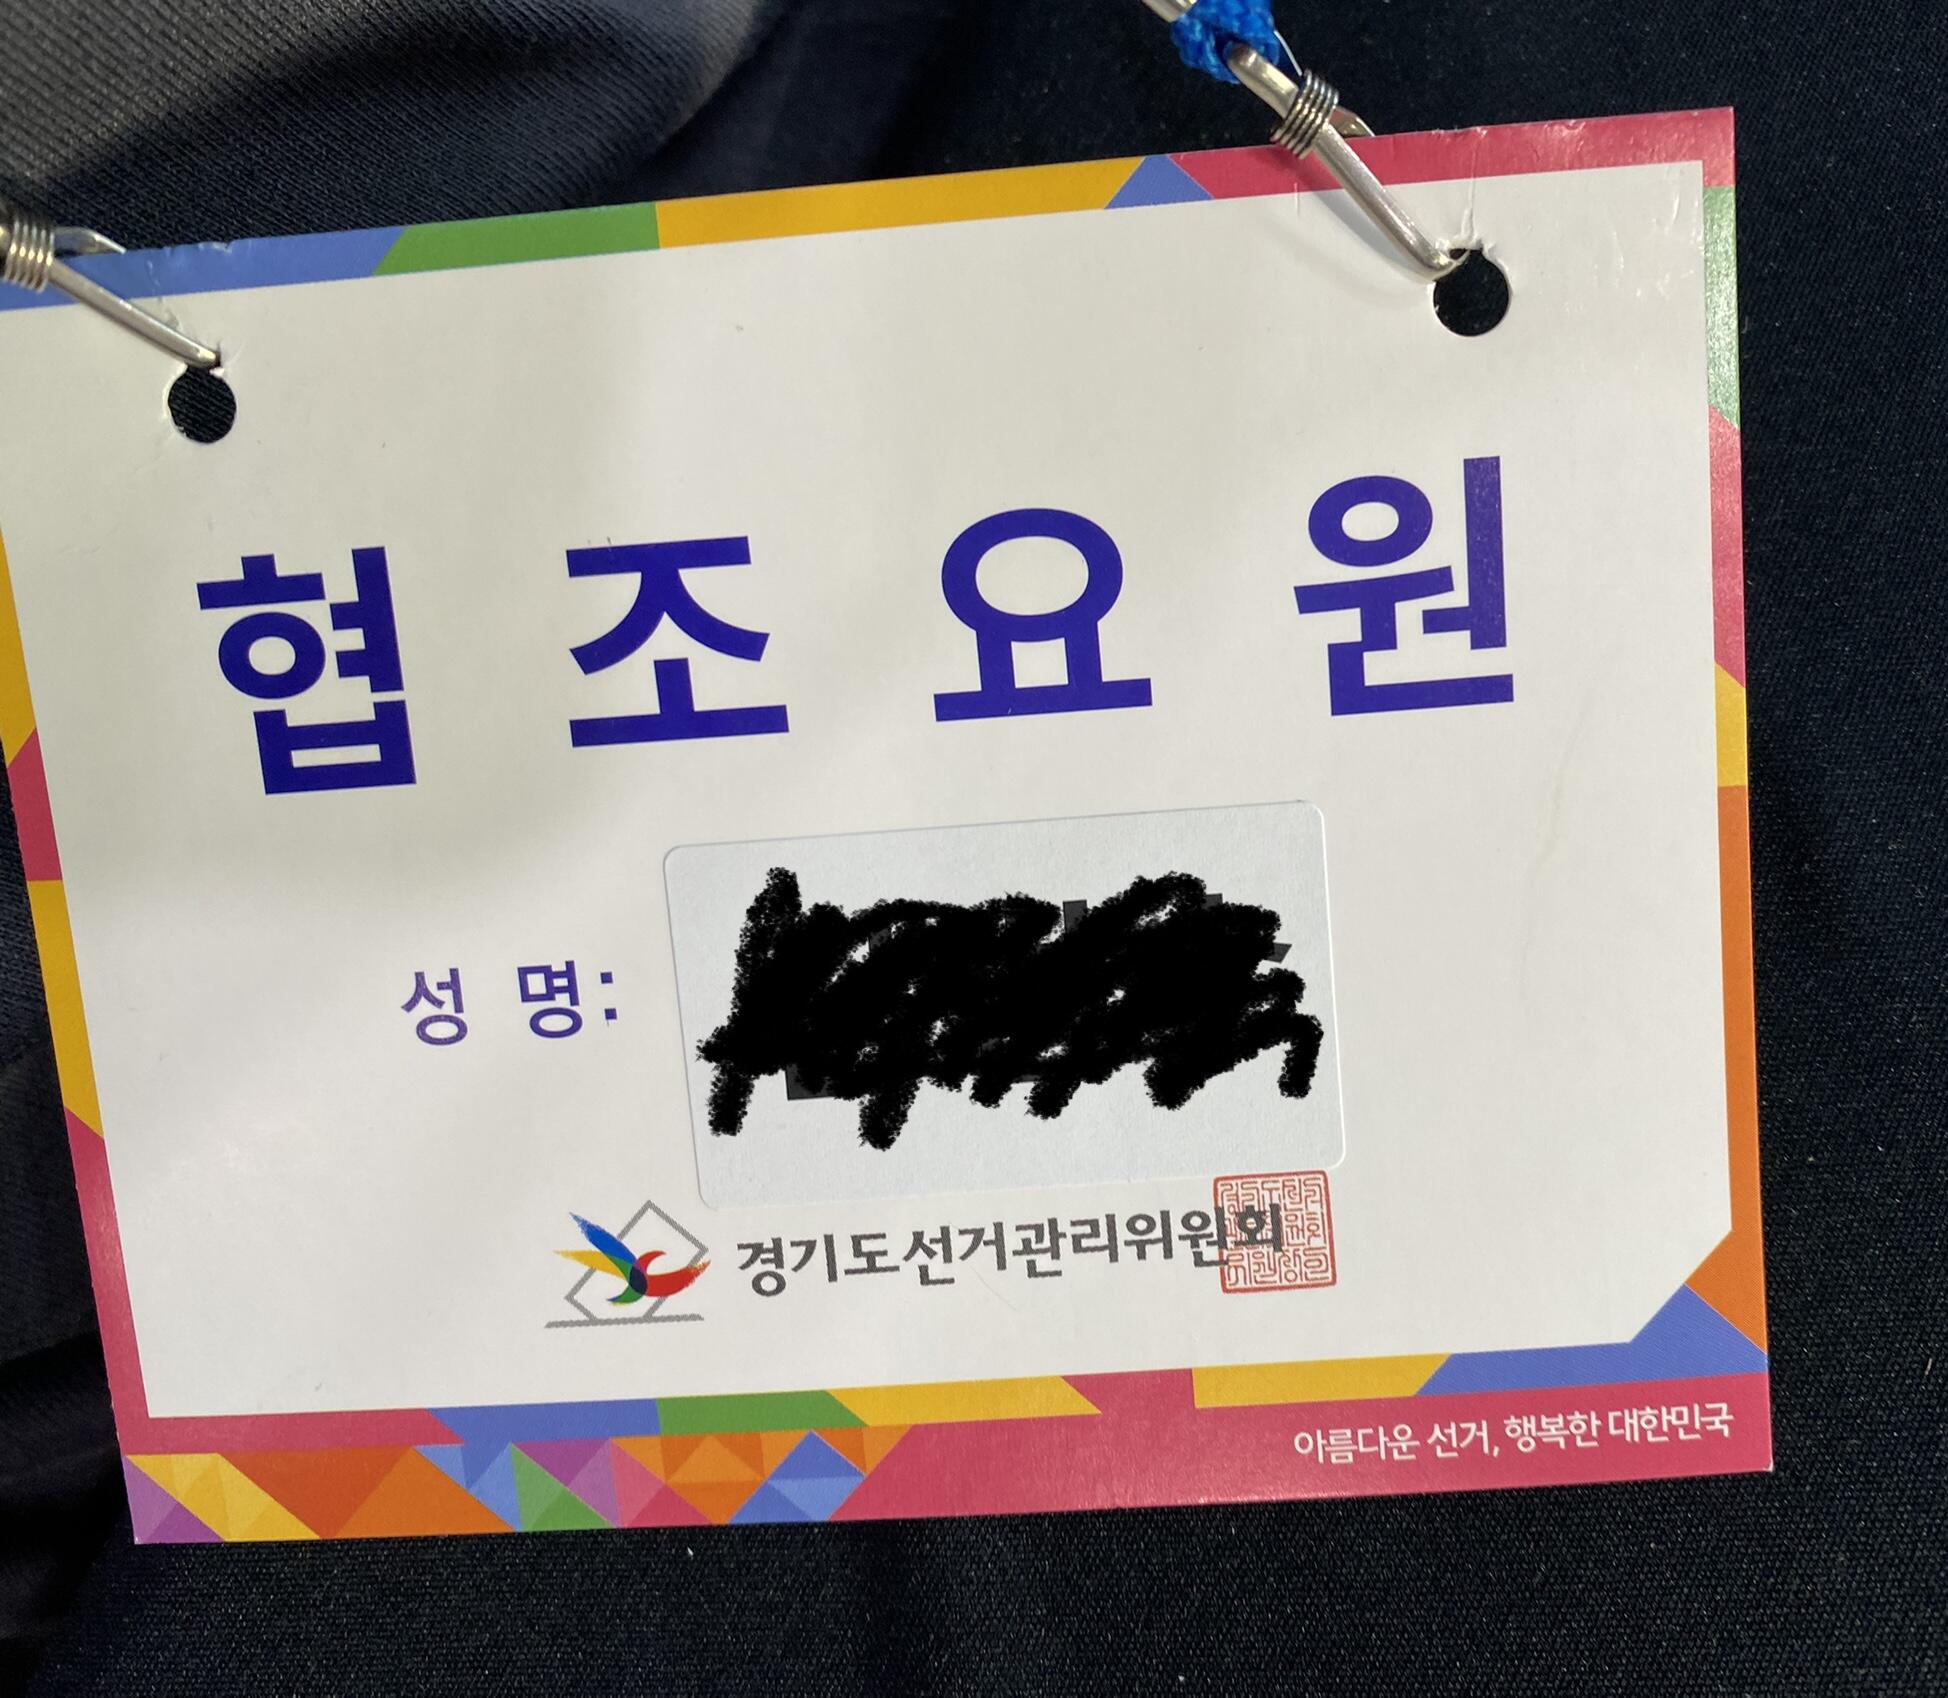 협조요원
성명:
경기도선거관리위원회
아름다운 선거, 행복한 대한민국